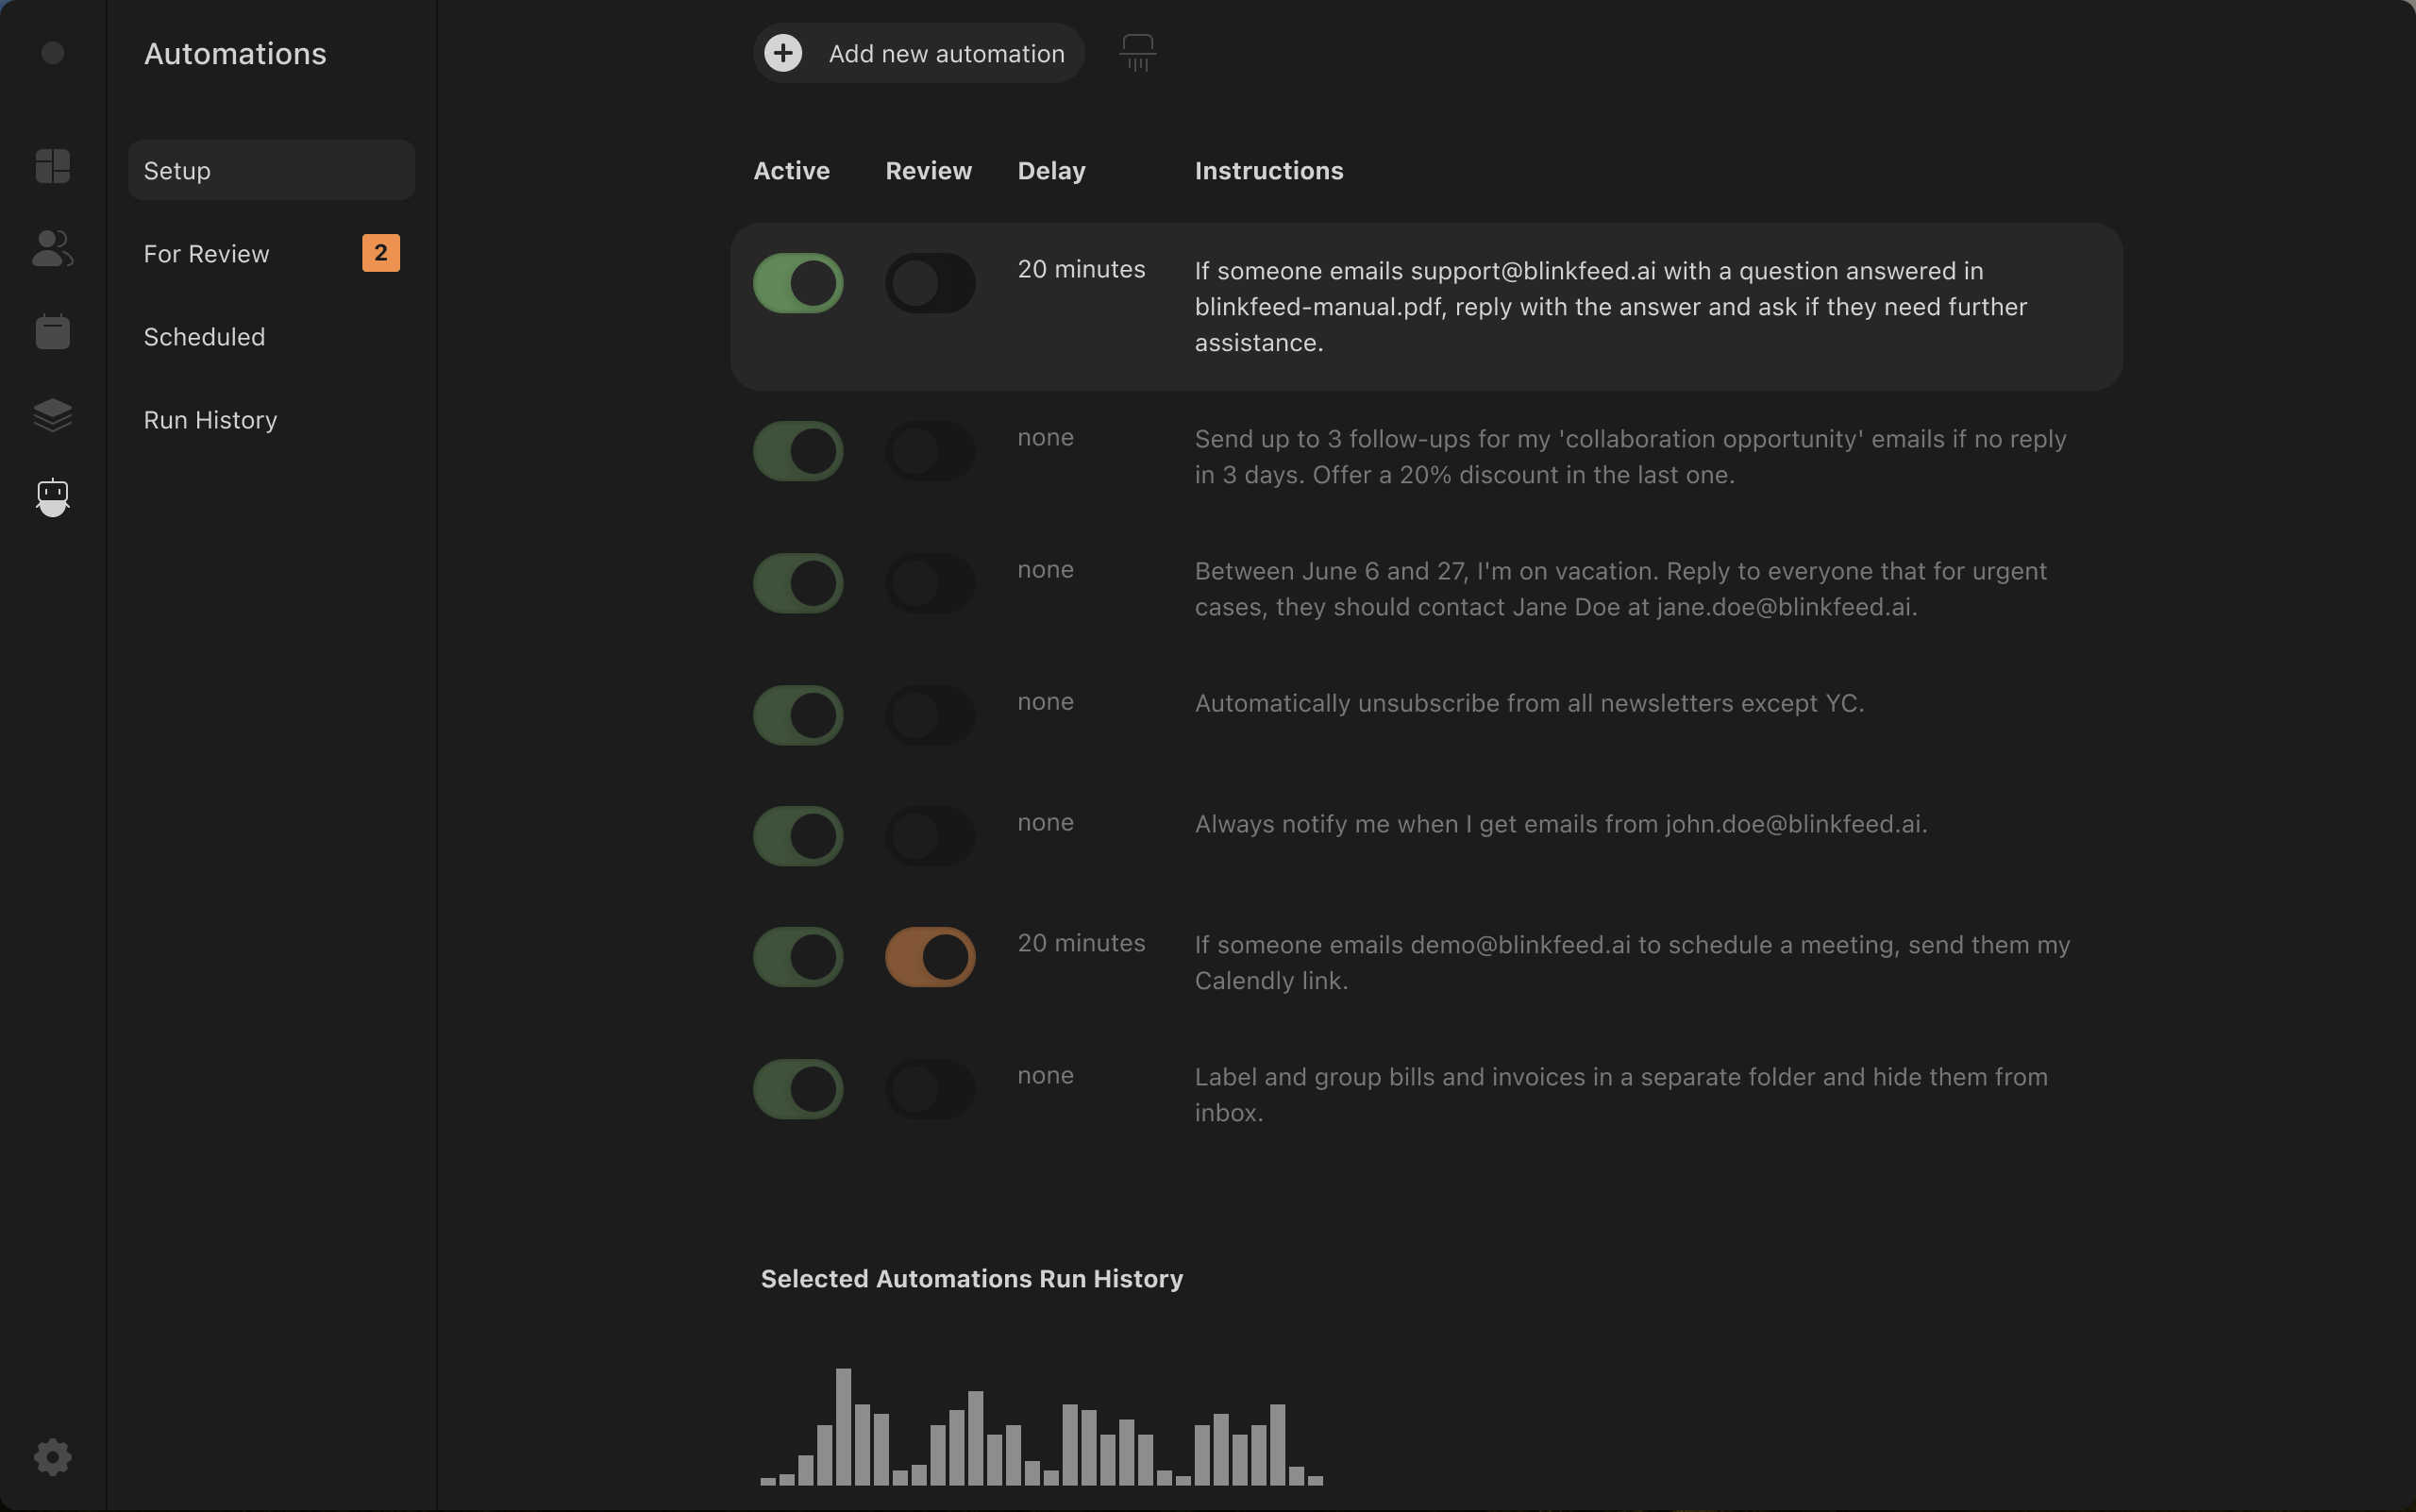 Automations
Setup
For Review 2
Scheduled
Run History
Add new automation
Active Review Delay Instructions
20 minutes
If someone emails support@blinkfeed.ai with a question answered in
blinkfeed-manual.pdf, reply with the answer and ask if they need further
assistance.
none
Send up to 3 follow-ups for my 'collaboration opportunity' emails if no reply
in 3 days. Offer a 20% discount in the last one.
none
Between June 6 and 27, I'm on vacation. Reply to everyone that for urgent
cases, they should contact Jane Doe at jane.doe@blinkfeed.ai.
none
Automatically unsubscribe from all newsletters except YC.
none
Always notify me when I get emails from john.doe@blinkfeed.ai.
20 minutes
If someone emails demo@blinkfeed.ai to schedule a meeting, send them my
Calendly link.
none
Label and group bills and invoices in a separate folder and hide them from
inbox.
Selected Automations Run History